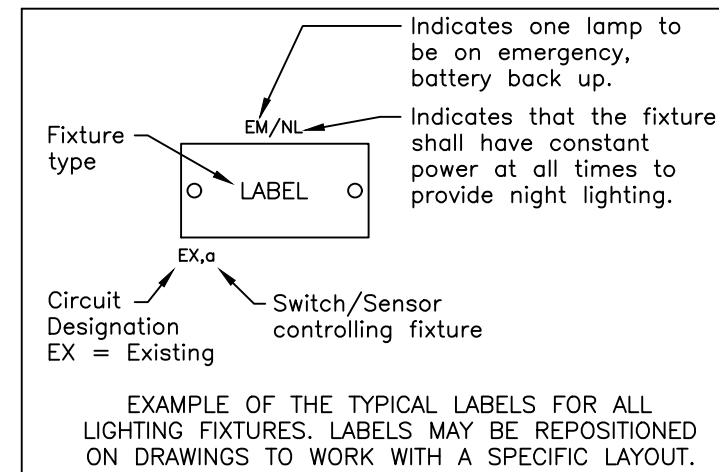 Indicates one lamp to
be on emergency,
battery back up.
EM/NL
Indicates that the fixture
shall have constant
power at all times to
provide night lighting.
Fixture
type
LABEL
EX,a
Circuit
Designation
EX = Existing
Switch/Sensor
controlling fixture
EXAMPLE OF THE TYPICAL LABELS FOR ALL
LIGHTING FIXTURES. LABELS MAY BE REPOSITIONED
ON DRAWINGS TO WORK WITH A SPECIFIC LAYOUT.